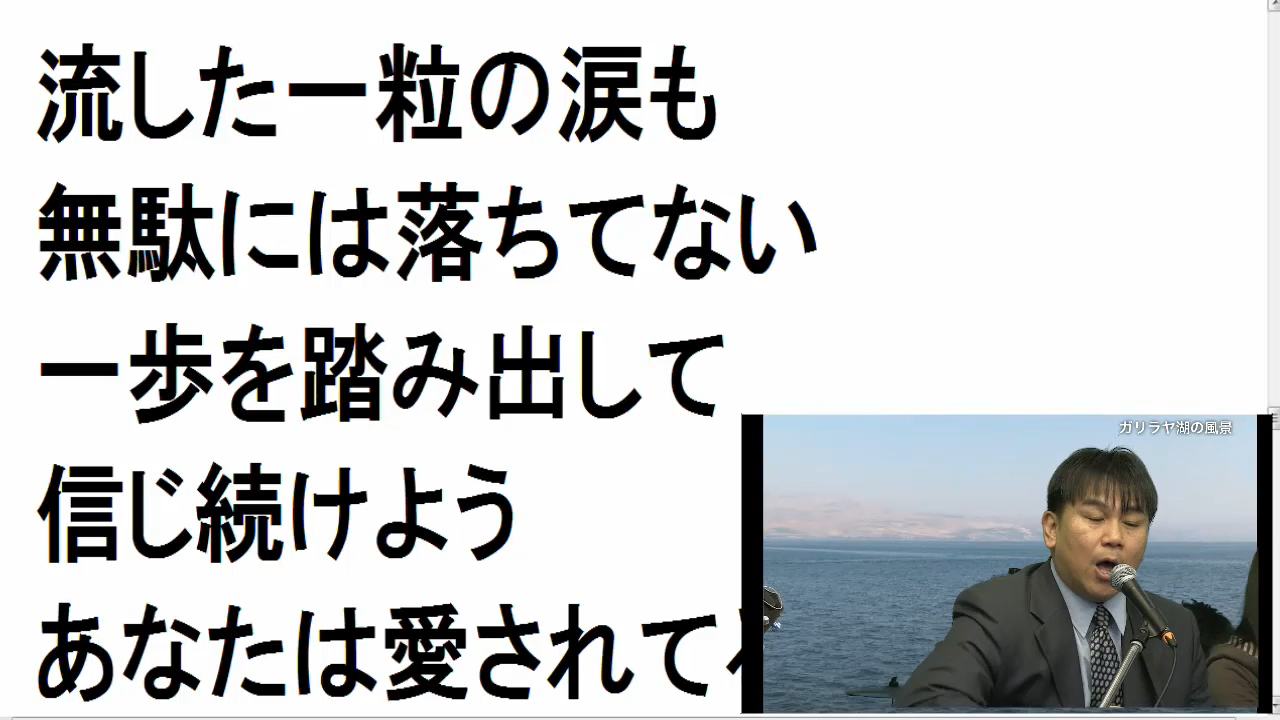 流した一粒の涙も
無駄には落ちてない
一歩を踏み出して
信じ続けよう
あなたは愛されて
ガリラヤ湖の風景